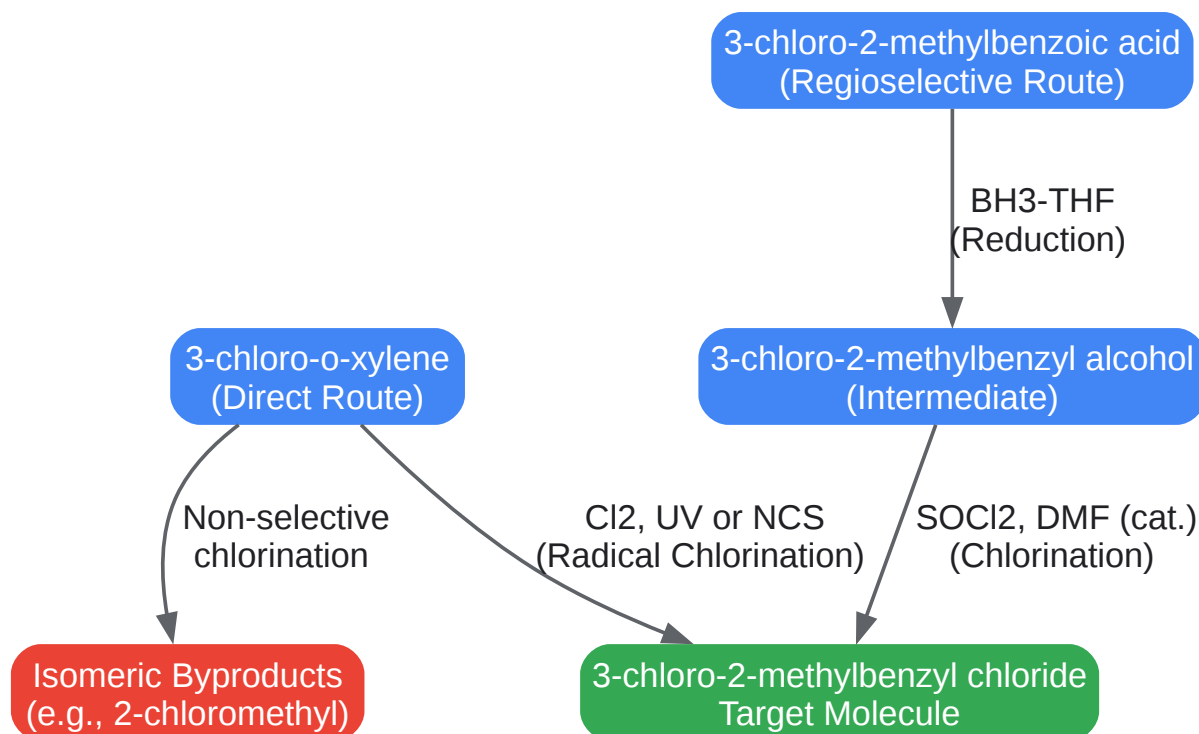 3-chloro-2-methylbenzoic acid
(Regioselective Route)
BH3-THF
(Reduction)
3-chloro-o-xylene
(Direct Route)
3-chloro-2-methylbenzyl alcohol
(Intermediate)
Non-selective
chlorination
Cl2, UV or NCS
(Radical Chlorination)
SOCl2, DMF (cat.)
(Chlorination)
Isomeric Byproducts
(e.g., 2-chloromethyl)
3-chloro-2-methylbenzyl chloride
Target Molecule